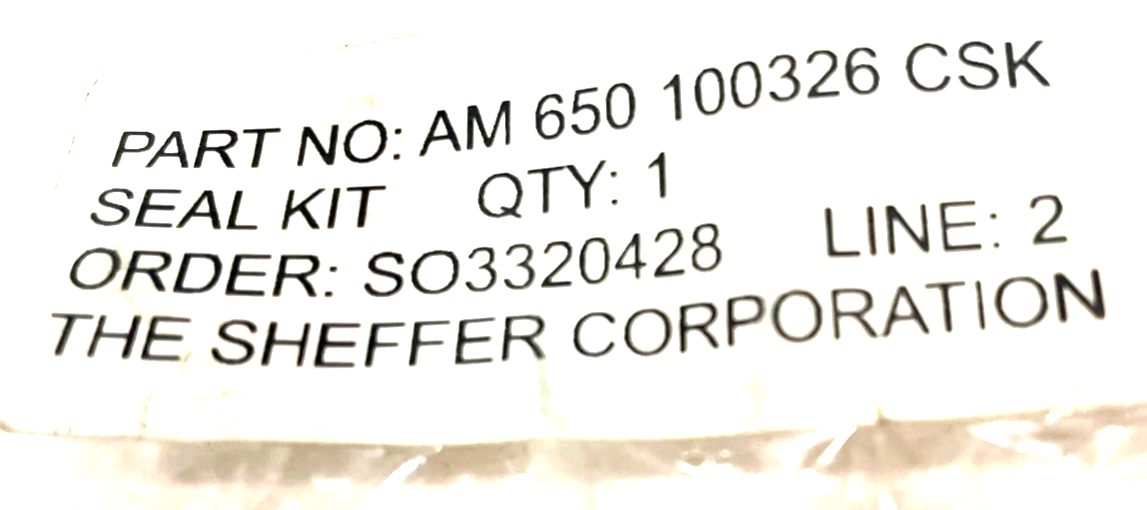 PART NO: AM 650 100326 CSK
SEAL KIT QTY: 1
ORDER: SO3320428 LINE: 2
THE SHEFFER CORPORATION